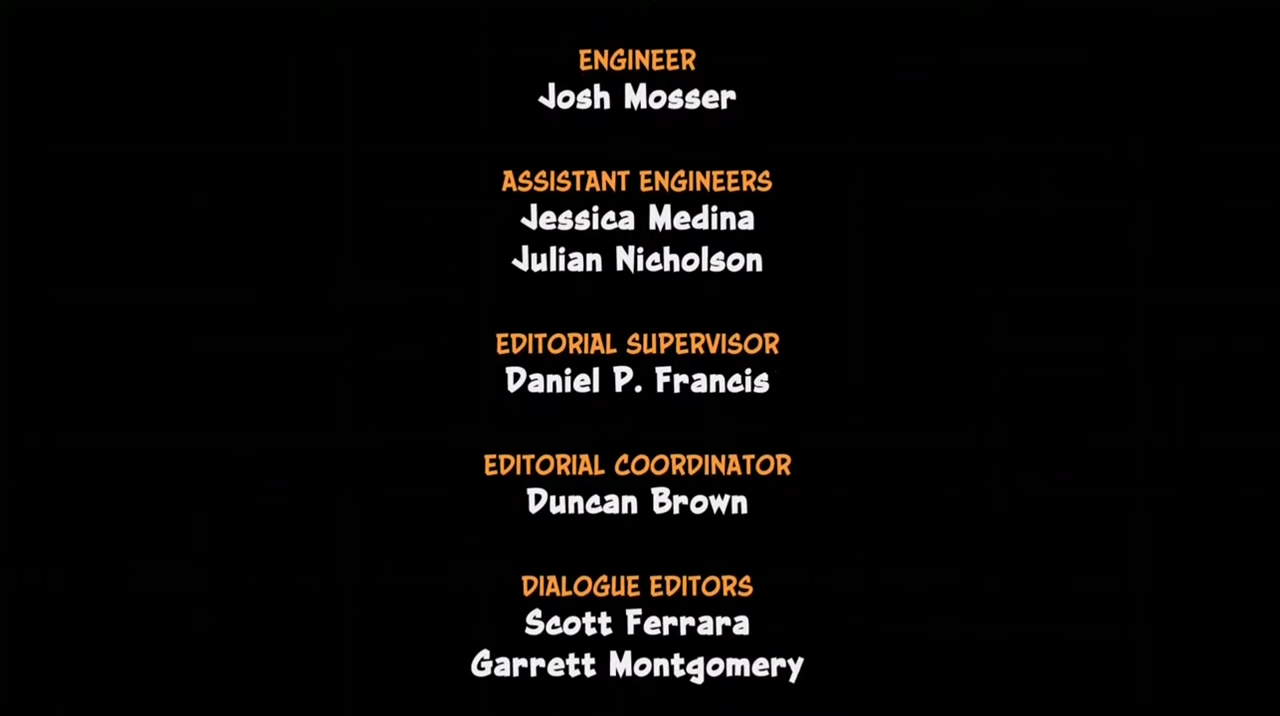 ENGINEER
Josh Mosser
ASSISTANT ENGINEERS
Jessica Medina
Julian Nicholson
EDITORIAL SUPERVISOR
Daniel P. Francis
EDITORIAL COORDINATOR
Duncan Brown
DIALOGUE EDITORS
Scott Ferrara
Garrett Montgomery